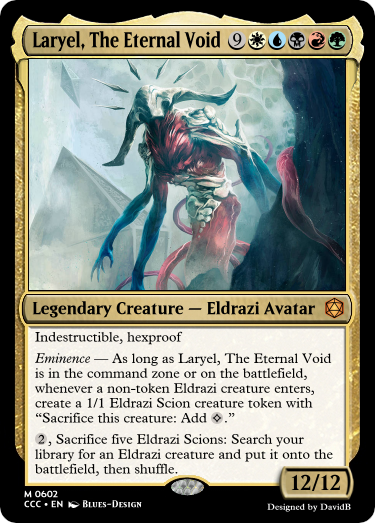 Laryel, The Eternal Void 9
Legendary Creature — Eldrazi Avatar
Indestructible, hexproof
Eminence — As long as Laryel, The Eternal Void
is in the command zone or on the battlefield,
whenever a non-token Eldrazi creature enters,
create a 1/1 Eldrazi Scion creature token with
“Sacrifice this creature: Add .”
2, Sacrifice five Eldrazi Scions: Search your
library for an Eldrazi creature and put it onto the
battlefield, then shuffle.
12/12
M 0602
CCC • EN Blues-Design
Designed by DavidB